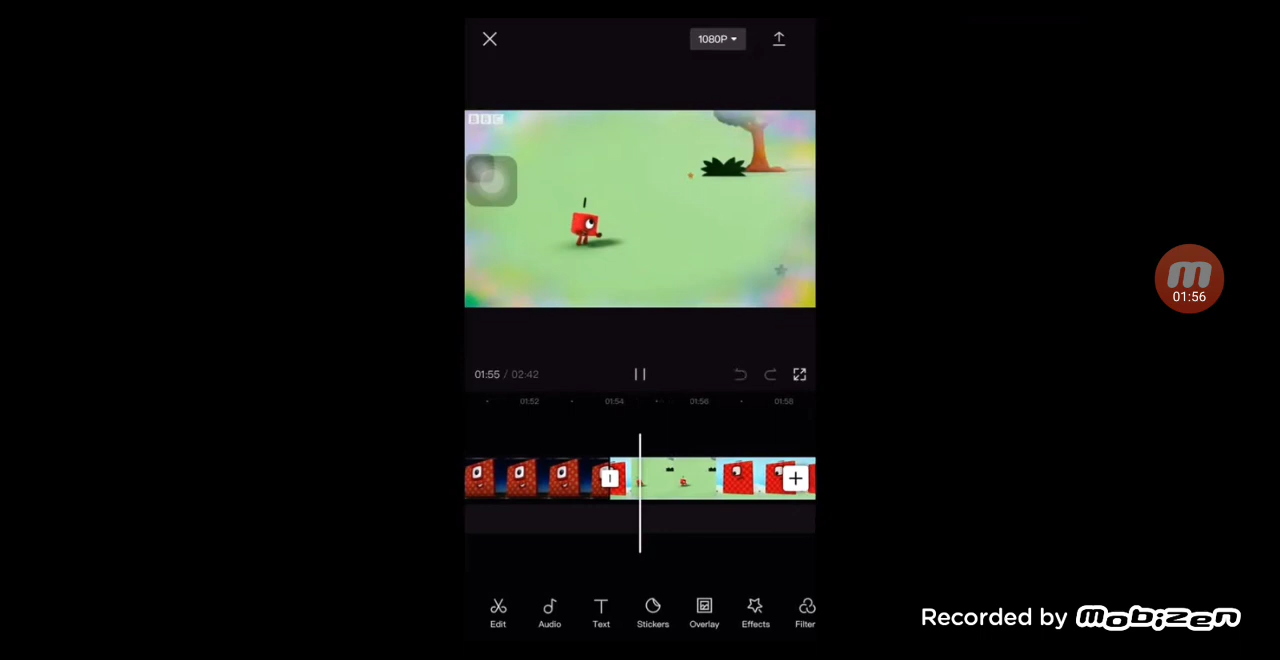 1080P
BBC
01:56
01:55 / 02:42
01:52 01:54 01:56 01:58
Edit Audio Text Stickers Overlay Effects Filter
Recorded by mobizen